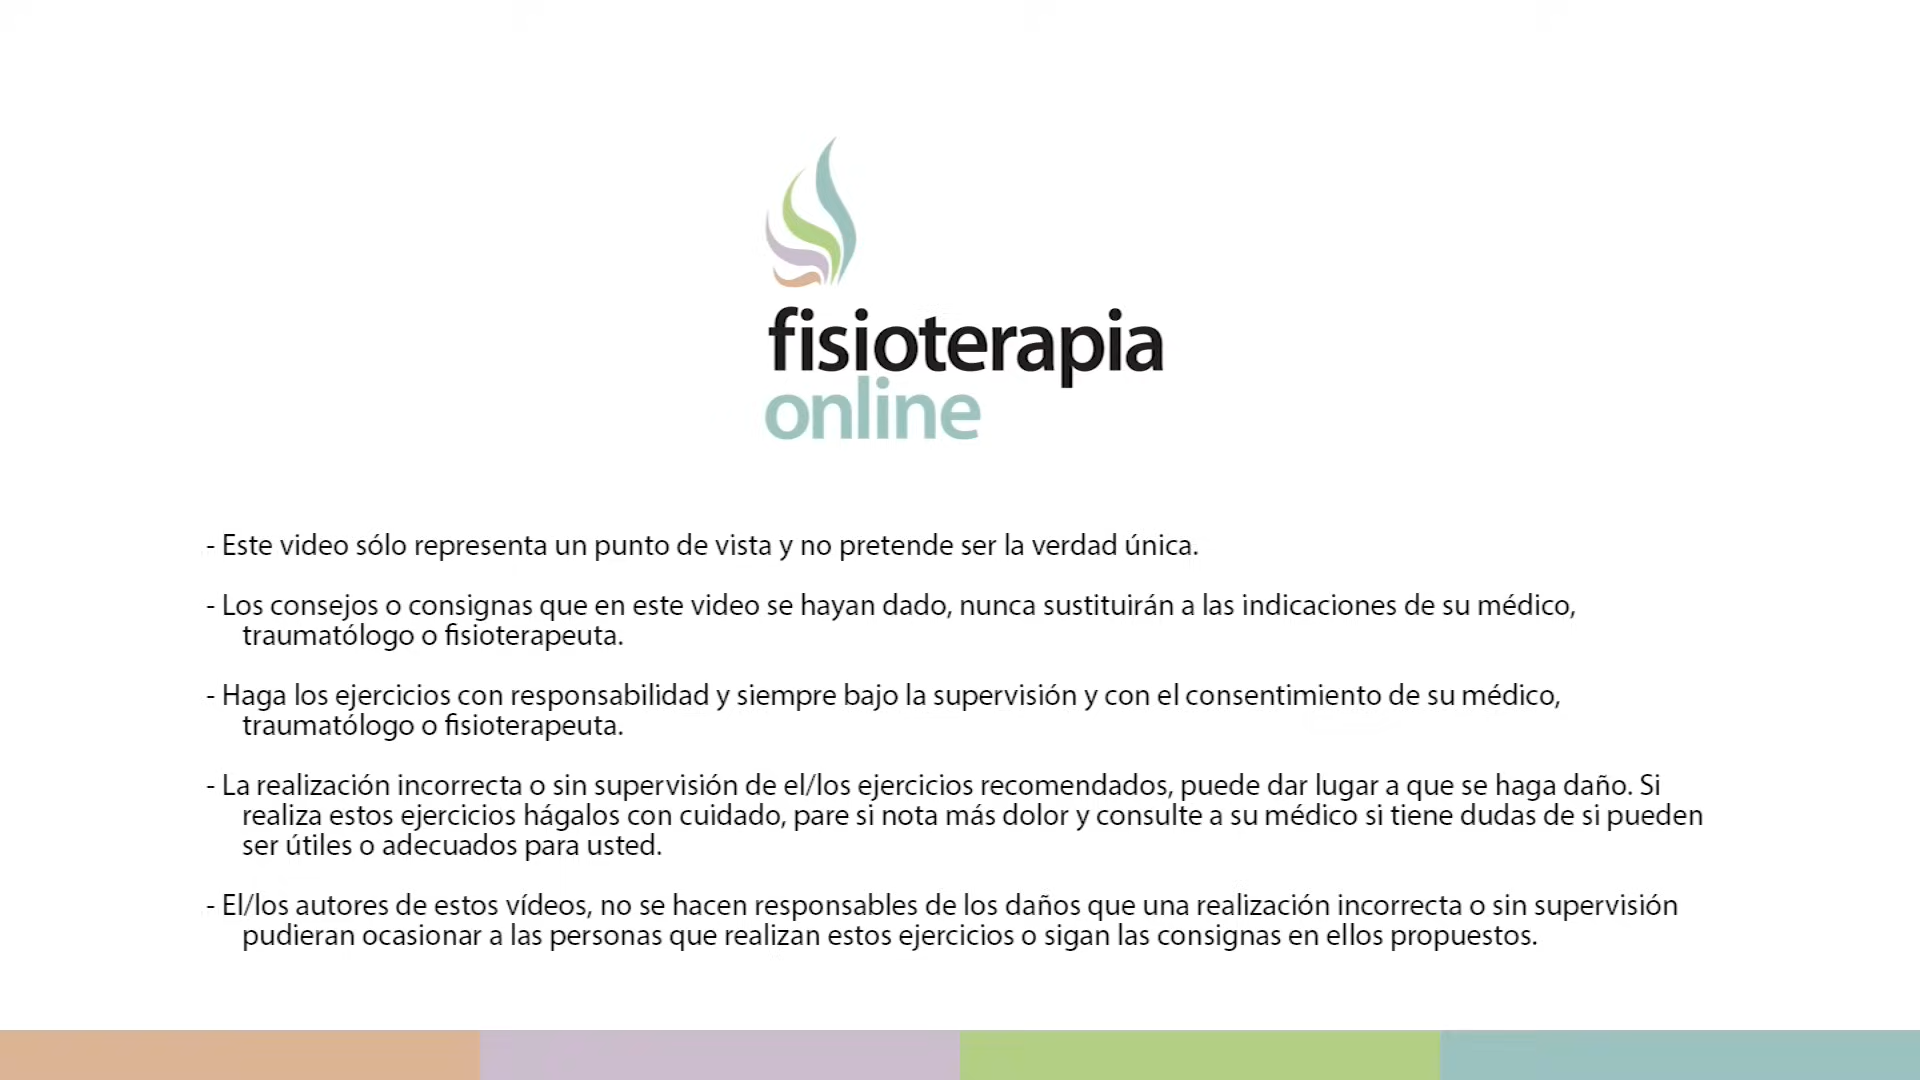 fisioterapia
online
- Este video sólo representa un punto de vista y no pretende ser la verdad única.
- Los consejos o consignas que en este video se hayan dado, nunca sustituirán a las indicaciones de su médico,
traumatólogo o fisioterapeuta.
- Haga los ejercicios con responsabilidad y siempre bajo la supervisión y con el consentimiento de su médico,
traumatólogo o fisioterapeuta.
- La realización incorrecta o sin supervisión de el/los ejercicios recomendados, puede dar lugar a que se haga daño. Si
realiza estos ejercicios hágalos con cuidado, pare si nota más dolor y consulte a su médico si tiene dudas de si pueden
ser útiles o adecuados para usted.
- El/los autores de estos vídeos, no se hacen responsables de los daños que una realización incorrecta o sin supervisión
pudieran ocasionar a las personas que realizan estos ejercicios o sigan las consignas en ellos propuestos.